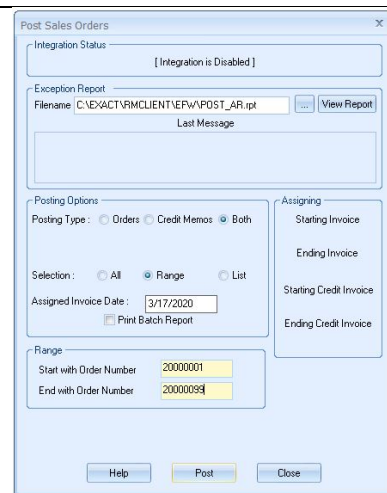 Post Sales Orders x
Integration Status
[ Integration is Disabled ]
Exception Report
Filename C:\EXACT\RMCLIENT\EFW\POST_AR.rpt ... View Report
Last Message
Posting Options
Posting Type : Orders Credit Memos Both
Selection : All Range List
Assigned Invoice Date : 3/17/2020
Print Batch Report
Assigning
Starting Invoice
Ending Invoice
Starting Credit Invoice
Ending Credit Invoice
Range
Start with Order Number 20000001
End with Order Number 20000099
Help Post Close